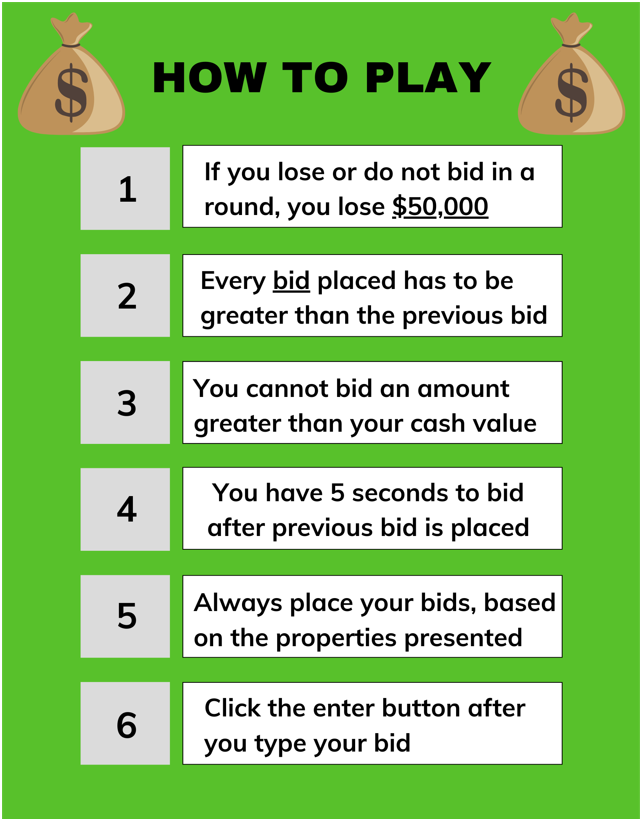 $
HOW TO PLAY
$
1
If you lose or do not bid in a
round, you lose $50,000
2
Every bid placed has to be
greater than the previous bid
3
You cannot bid an amount
greater than your cash value
4
You have 5 seconds to bid
after previous bid is placed
5
Always place your bids, based
on the properties presented
6
Click the enter button after
you type your bid